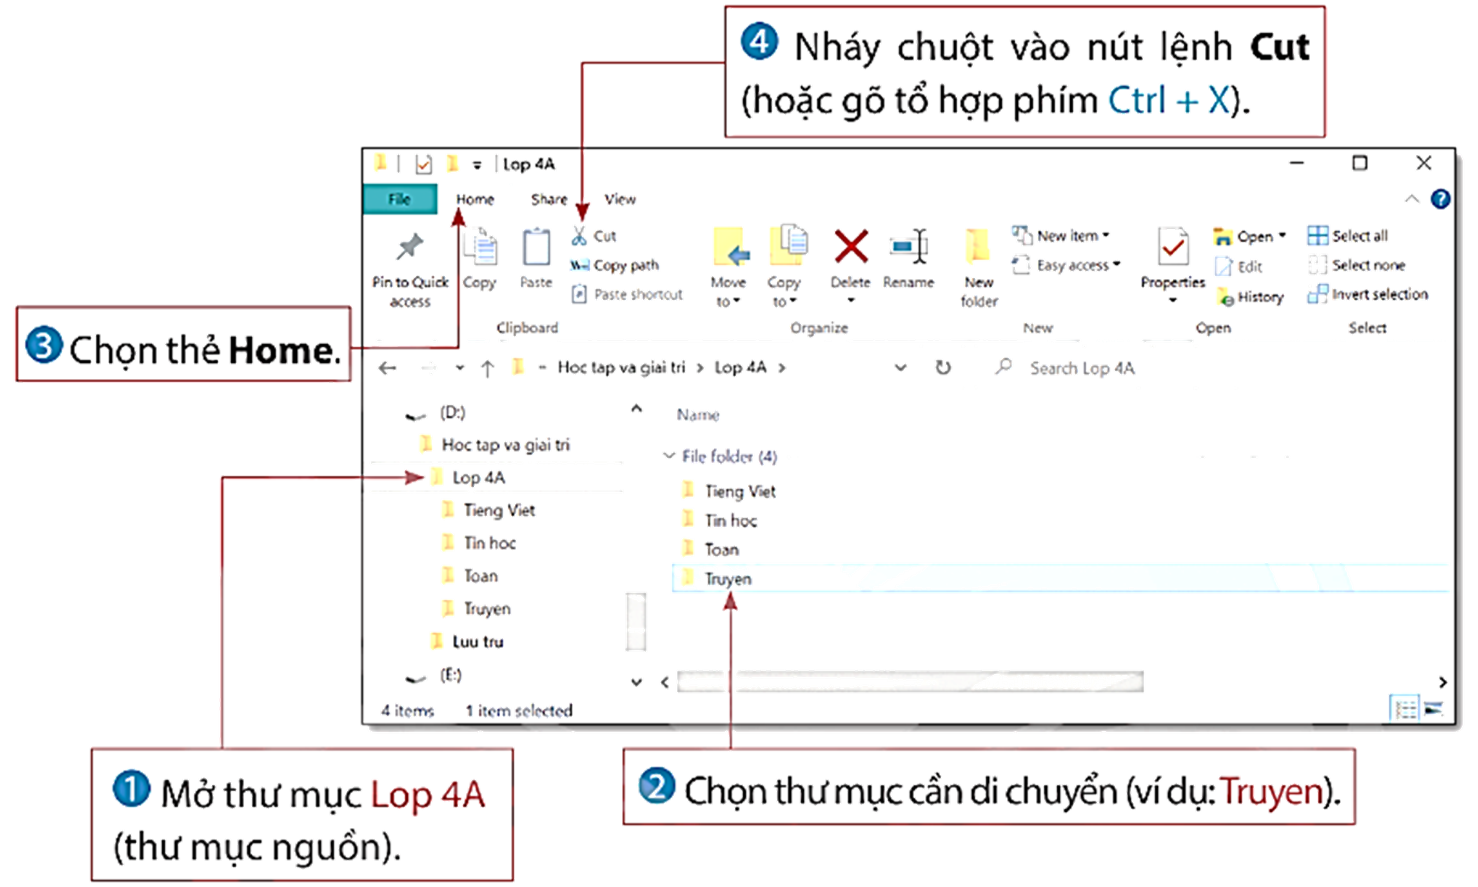 4 Nháy chuột vào nút lệnh Cut
(hoặc gõ tổ hợp phím Ctrl + X).
Lop 4A
File Home Share View
Pin to Quick access
Copy
Paste
Cut
Copy path
Paste shortcut
Clipboard
Move to
Copy to
Delete
Rename
Organize
New folder
New item
Easy access
New
Properties
Open
Edit
History
Open
Select all
Select none
Invert selection
Select
3 Chọn thẻ Home.
Hoc tap va giai tri > Lop 4A >
Search Lop 4A
(D:)
Hoc tap va giai tri
Lop 4A
Tieng Viet
Tin hoc
Toan
Truyen
Luu tru
(E:)
Name
File folder (4)
Tieng Viet
Tin hoc
Toan
Truyen
4 items 1 item selected
1 Mở thư mục Lop 4A
(thư mục nguồn).
2 Chọn thư mục cần di chuyển (ví dụ: Truyen).